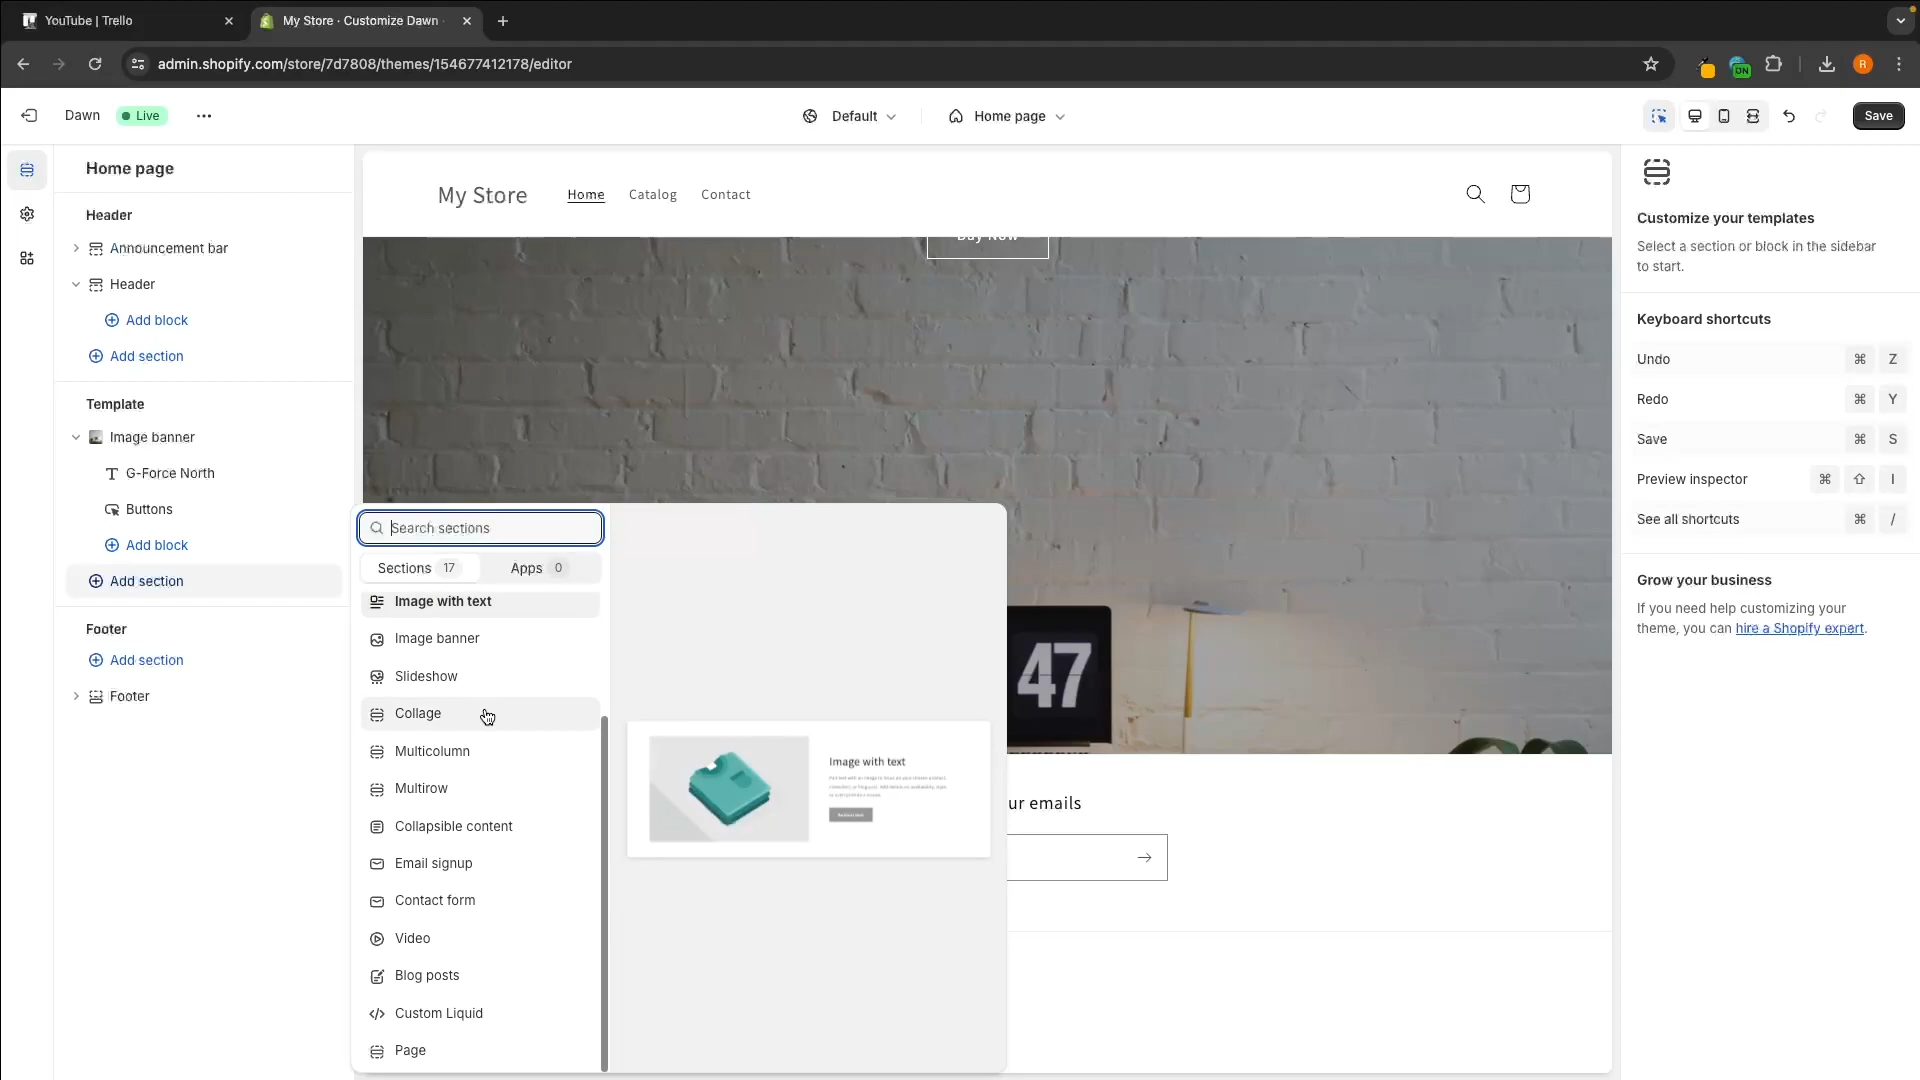 YouTube | Trello
My Store · Customize Dawn ·
admin.shopify.com/store/7d7808/themes/154677412178/editor
ON
R
Dawn
Live
Default
Home page
Save
Home page
Header
Announcement bar
Header
Add block
Add section
Template
Image banner
G-Force North
Buttons
Add block
Add section
Footer
Add section
Footer
My Store
Home
Catalog
Contact
Buy Now
47
ur emails
Search sections
Sections 17
Apps 0
Image with text
Image banner
Slideshow
Collage
Multicolumn
Multirow
Collapsible content
Email signup
Contact form
Video
Blog posts
Custom Liquid
Page
Image with text
Customize your templates
Select a section or block in the sidebar
to start.
Keyboard shortcuts
Undo ⌘ Z
Redo ⌘ Y
Save ⌘ S
Preview inspector ⌘ ⇧ I
See all shortcuts ⌘ /
Grow your business
If you need help customizing your
theme, you can hire a Shopify expert.